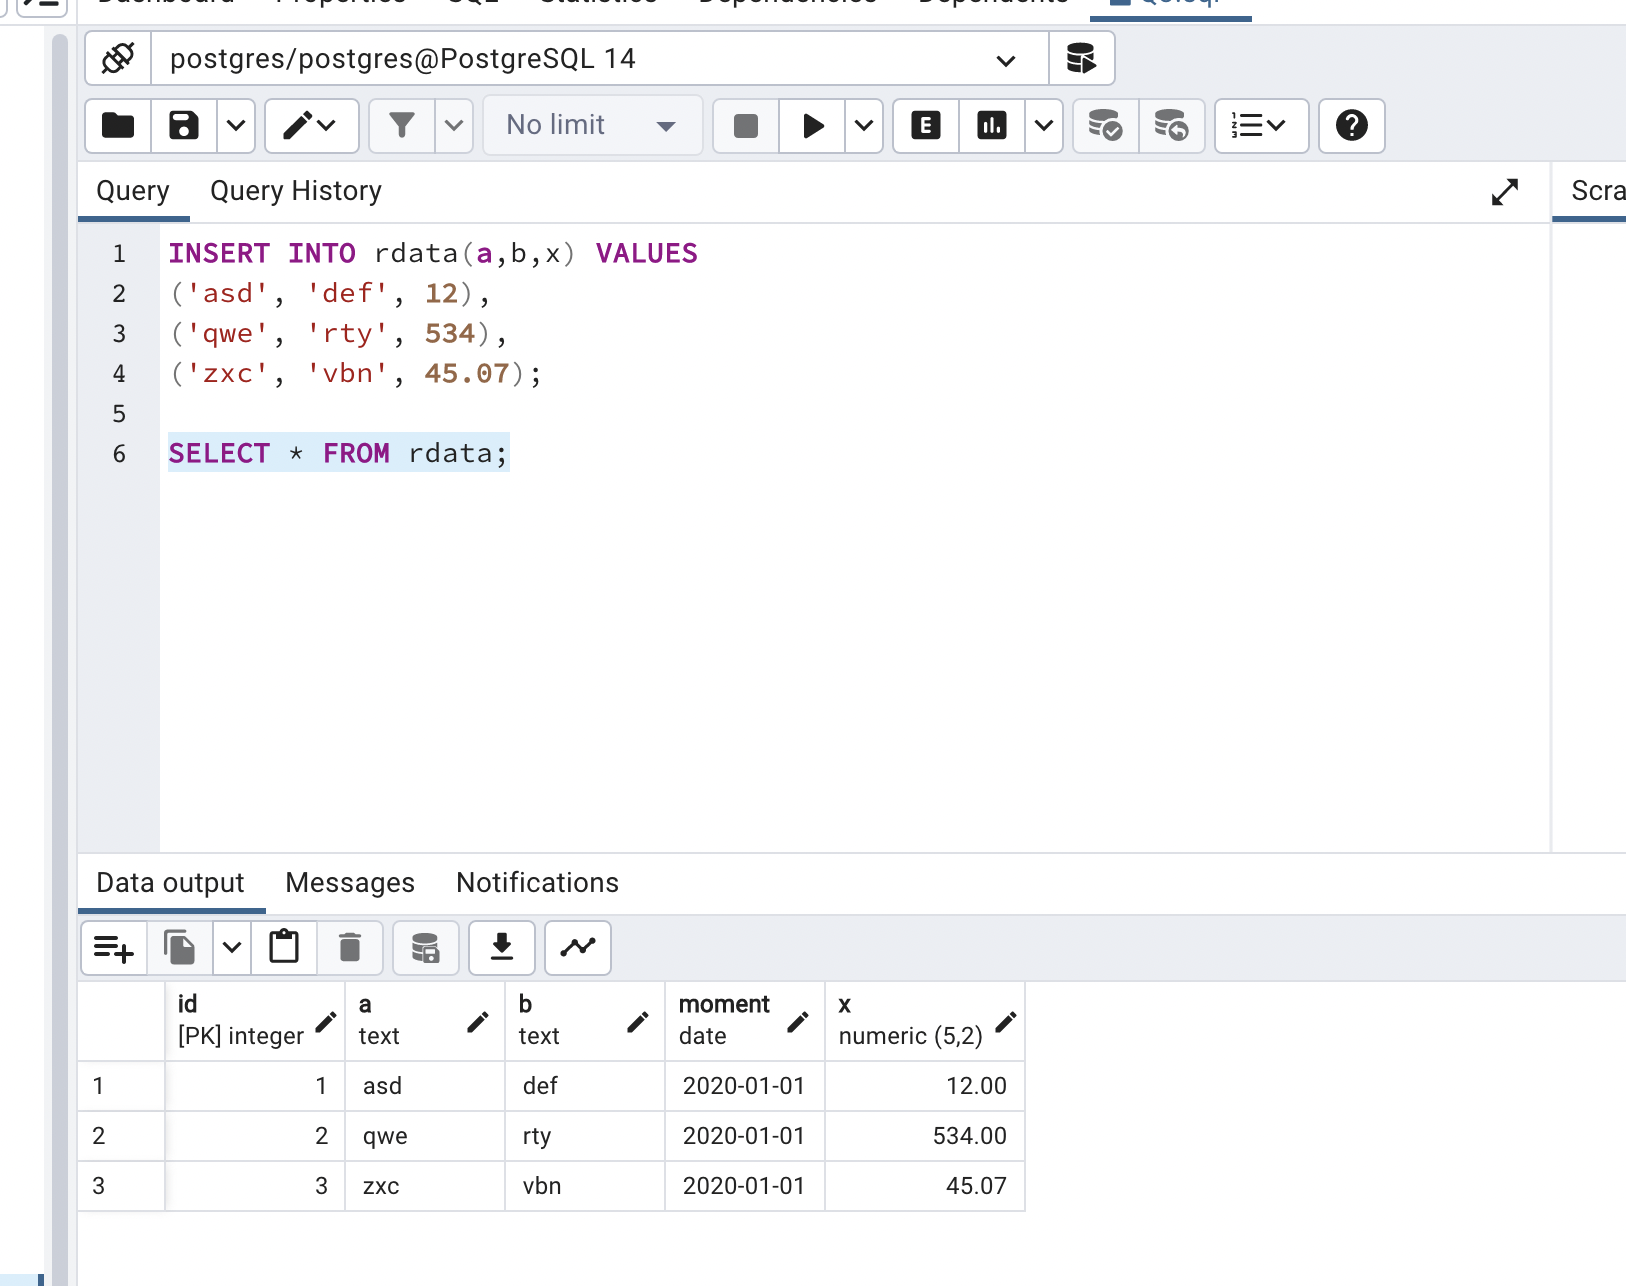 postgres/postgres@PostgreSQL 14
No limit
E
Query Query History
1 INSERT INTO rdata(a,b,x) VALUES
2 ('asd', 'def', 12),
3 ('qwe', 'rty', 534),
4 ('zxc', 'vbn', 45.07);
5
6 SELECT * FROM rdata;
Data output Messages Notifications
id a b moment x
[PK] integer text text date numeric (5,2)
1 1 asd def 2020-01-01 12.00
2 2 qwe rty 2020-01-01 534.00
3 3 zxc vbn 2020-01-01 45.07